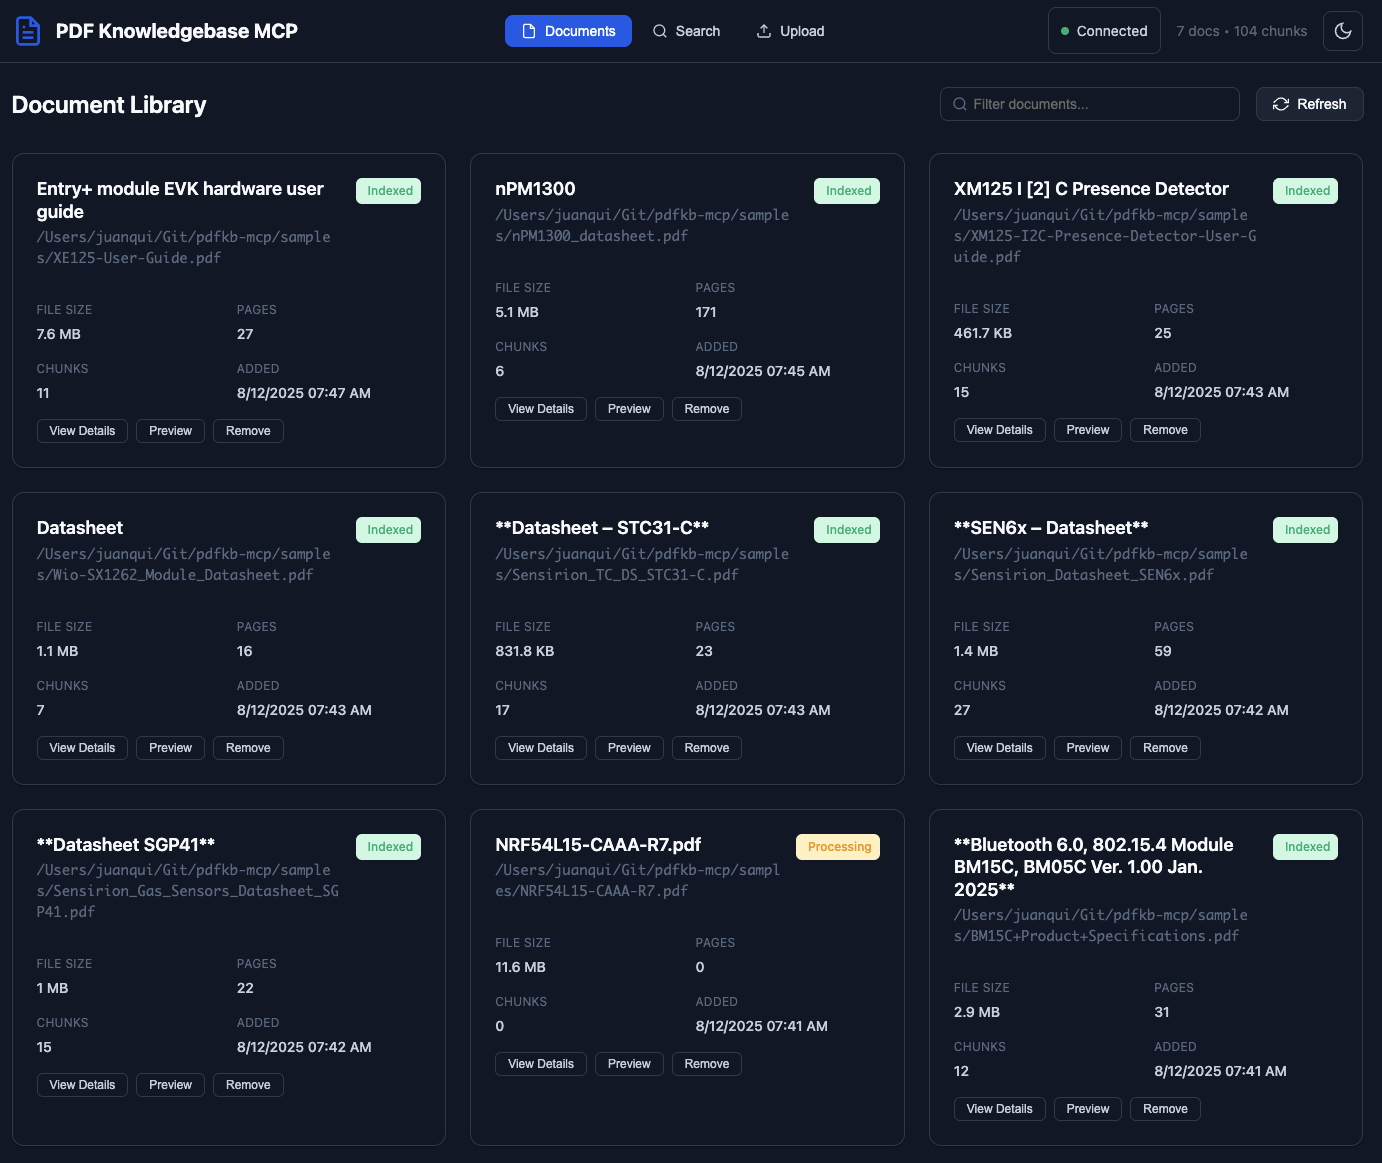 PDF Knowledgebase MCP
Documents
Search
Upload
Connected
7 docs • 104 chunks
Document Library
Filter documents...
Refresh
Entry+ module EVK hardware user
guide
Indexed
/Users/juanqui/Git/pdfkb-mcp/sample
s/XE125-User-Guide.pdf
FILE SIZE
PAGES
7.6 MB
27
CHUNKS
ADDED
11
8/12/2025 07:47 AM
View Details
Preview
Remove
nPM1300
Indexed
/Users/juanqui/Git/pdfkb-mcp/sample
s/nPM1300_datasheet.pdf
FILE SIZE
PAGES
5.1 MB
171
CHUNKS
ADDED
6
8/12/2025 07:45 AM
View Details
Preview
Remove
XM125 I [2] C Presence Detector
Indexed
/Users/juanqui/Git/pdfkb-mcp/sample
s/XM125-I2C-Presence-Detector-User-G
uide.pdf
FILE SIZE
PAGES
461.7 KB
25
CHUNKS
ADDED
15
8/12/2025 07:43 AM
View Details
Preview
Remove
Datasheet
Indexed
/Users/juanqui/Git/pdfkb-mcp/sample
s/Wio-SX1262_Module_Datasheet.pdf
FILE SIZE
PAGES
1.1 MB
16
CHUNKS
ADDED
7
8/12/2025 07:43 AM
View Details
Preview
Remove
**Datasheet – STC31-C**
Indexed
/Users/juanqui/Git/pdfkb-mcp/sample
s/Sensirion_TC_DS_STC31-C.pdf
FILE SIZE
PAGES
831.8 KB
23
CHUNKS
ADDED
17
8/12/2025 07:43 AM
View Details
Preview
Remove
**SEN6x – Datasheet**
Indexed
/Users/juanqui/Git/pdfkb-mcp/sample
s/Sensirion_Datasheet_SEN6x.pdf
FILE SIZE
PAGES
1.4 MB
59
CHUNKS
ADDED
27
8/12/2025 07:42 AM
View Details
Preview
Remove
**Datasheet SGP41**
Indexed
/Users/juanqui/Git/pdfkb-mcp/sample
s/Sensirion_Gas_Sensors_Datasheet_SG
P41.pdf
FILE SIZE
PAGES
1 MB
22
CHUNKS
ADDED
15
8/12/2025 07:42 AM
View Details
Preview
Remove
NRF54L15-CAAA-R7.pdf
Processing
/Users/juanqui/Git/pdfkb-mcp/sampl
es/NRF54L15-CAAA-R7.pdf
FILE SIZE
PAGES
11.6 MB
0
CHUNKS
ADDED
0
8/12/2025 07:41 AM
View Details
Preview
Remove
**Bluetooth 6.0, 802.15.4 Module
BM15C, BM05C Ver. 1.00 Jan.
2025**
Indexed
/Users/juanqui/Git/pdfkb-mcp/sample
s/BM15C+Product+Specifications.pdf
FILE SIZE
PAGES
2.9 MB
31
CHUNKS
ADDED
12
8/12/2025 07:41 AM
View Details
Preview
Remove